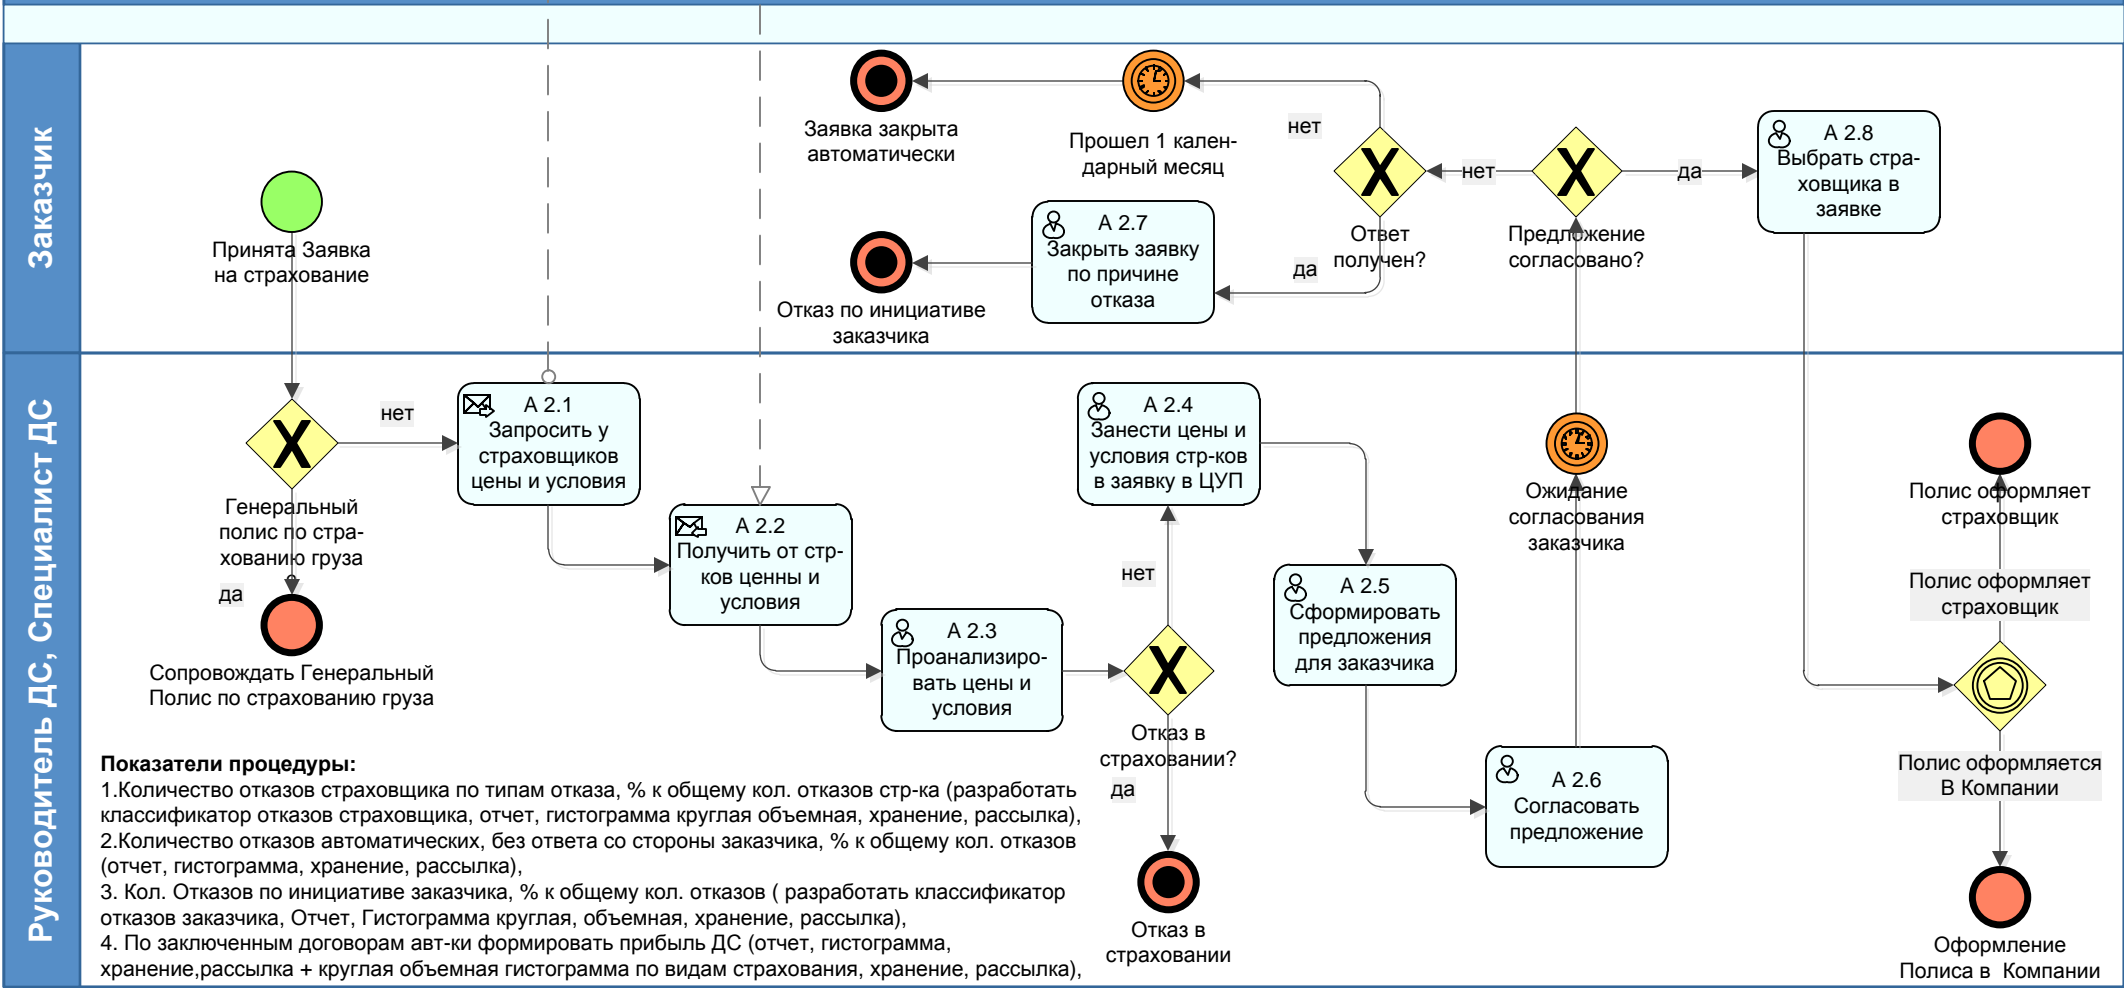 Заказчик
Заявка закрыта
автоматически
Прошел 1 кален-
дарный месяц
нет
нет
да
А 2.8
Выбрать стра-
ховщика в
заявке
Принята Заявка
на страхование
Отказ по инициативе
заказчика
А 2.7
Закрыть заявку
по причине
отказа
да
Ответ
получен?
Предложение
согласовано?
Руководитель ДС, Специалист ДС
Генеральный
полис по стра-
хованию груза
нет
да
Сопровождать Генеральный
Полис по страхованию груза
А 2.1
Запросить у
страховщиков
цены и условия
А 2.2
Получить от стр-
ков ценны и
условия
А 2.3
Проанализиро-
вать цены и
условия
Отказ в
страховании?
нет
да
Отказ в
страховании
А 2.4
Занести цены и
условия стр-ков
в заявку в ЦУП
А 2.5
Сформировать
предложения
для заказчика
А 2.6
Согласовать
предложение
Ожидание
согласования
заказчика
Полис оформляет
страховщик
Полис оформляет
страховщик
Полис оформляется
В Компании
Оформление
Полиса в  Компании
Показатели процедуры:
1.Количество отказов страховщика по типам отказа, % к общему кол. отказов стр-ка (разработать
классификатор отказов страховщика, отчет, гистограмма круглая объемная, хранение, рассылка),
2.Количество отказов автоматических, без ответа со стороны заказчика, % к общему кол. отказов
(отчет, гистограмма, хранение, рассылка),
3. Кол. Отказов по инициативе заказчика, % к общему кол. отказов ( разработать классификатор
отказов заказчика, Отчет, Гистограмма круглая, объемная, хранение, рассылка),
4. По заключенным договорам авт-ки формировать прибыль ДС (отчет, гистограмма,
хранение,рассылка + круглая объемная гистограмма по видам страхования, хранение, рассылка),